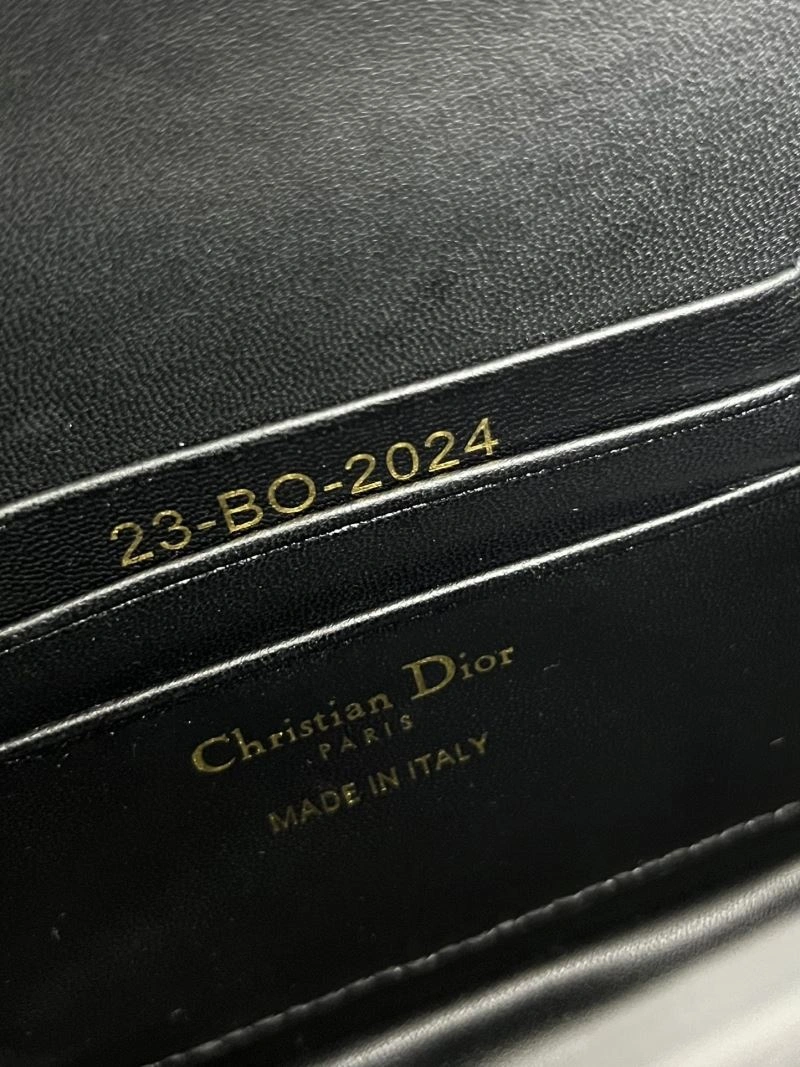 23-BO-2024
Christian Dior
PARIS
MADE IN ITALY